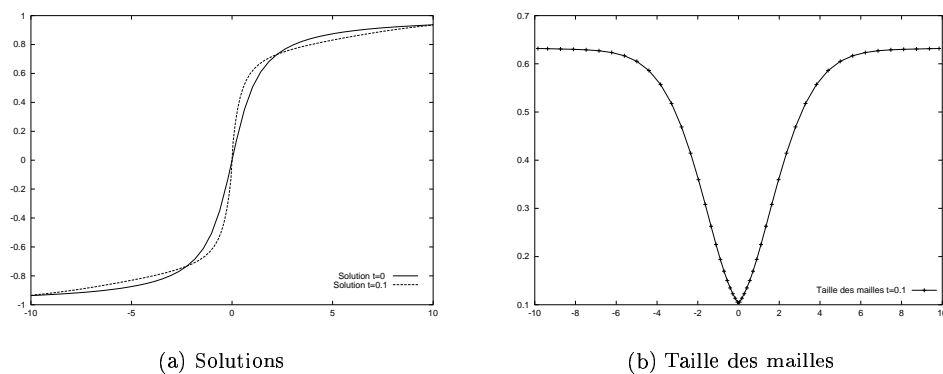 1
0.8
0.6
0.4
0.2
0
-0.2
-0.4
-0.6
-0.8
-1
-10 -5 0 5 10
Solution t=0
Solution t=0.1
(a) Solutions
0.7
0.6
0.5
0.4
0.3
0.2
0.1
-10 -8 -6 -4 -2 0 2 4 6 8 10
Taille des mailles t=0.1
(b) Taille des mailles